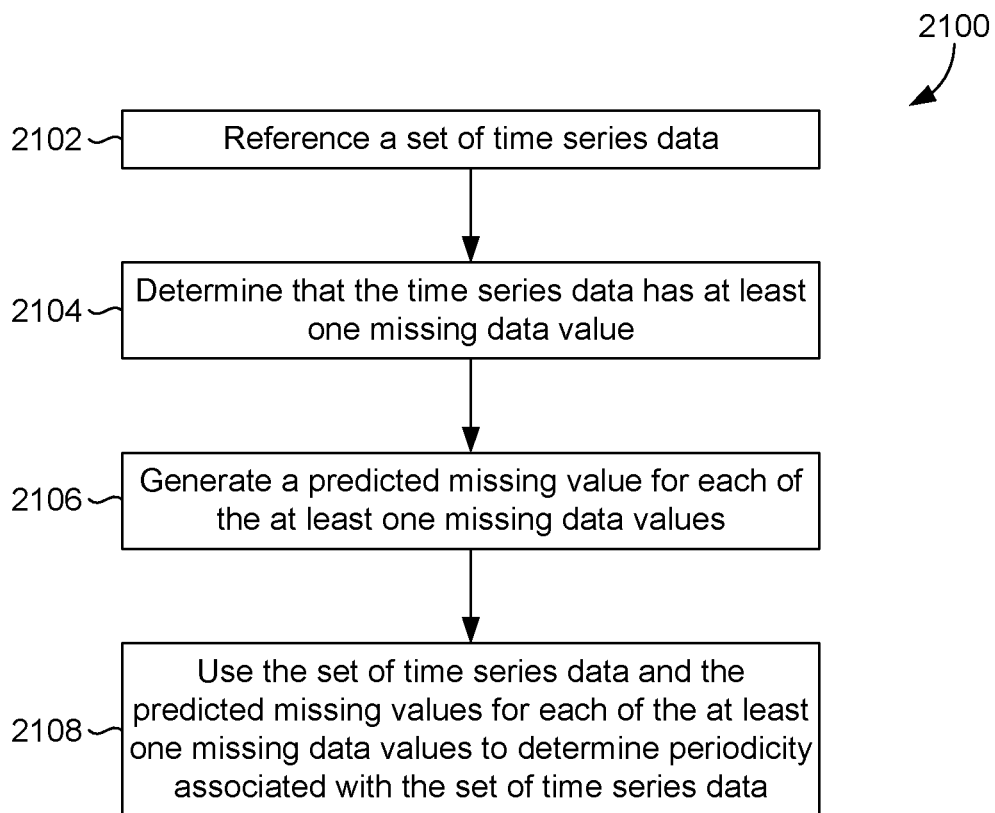 2100
2102
Reference a set of time series data
2104
Determine that the time series data has at least
one missing data value
2106
Generate a predicted missing value for each of
the at least one missing data values
2108
Use the set of time series data and the
predicted missing values for each of the at least
one missing data values to determine periodicity
associated with the set of time series data